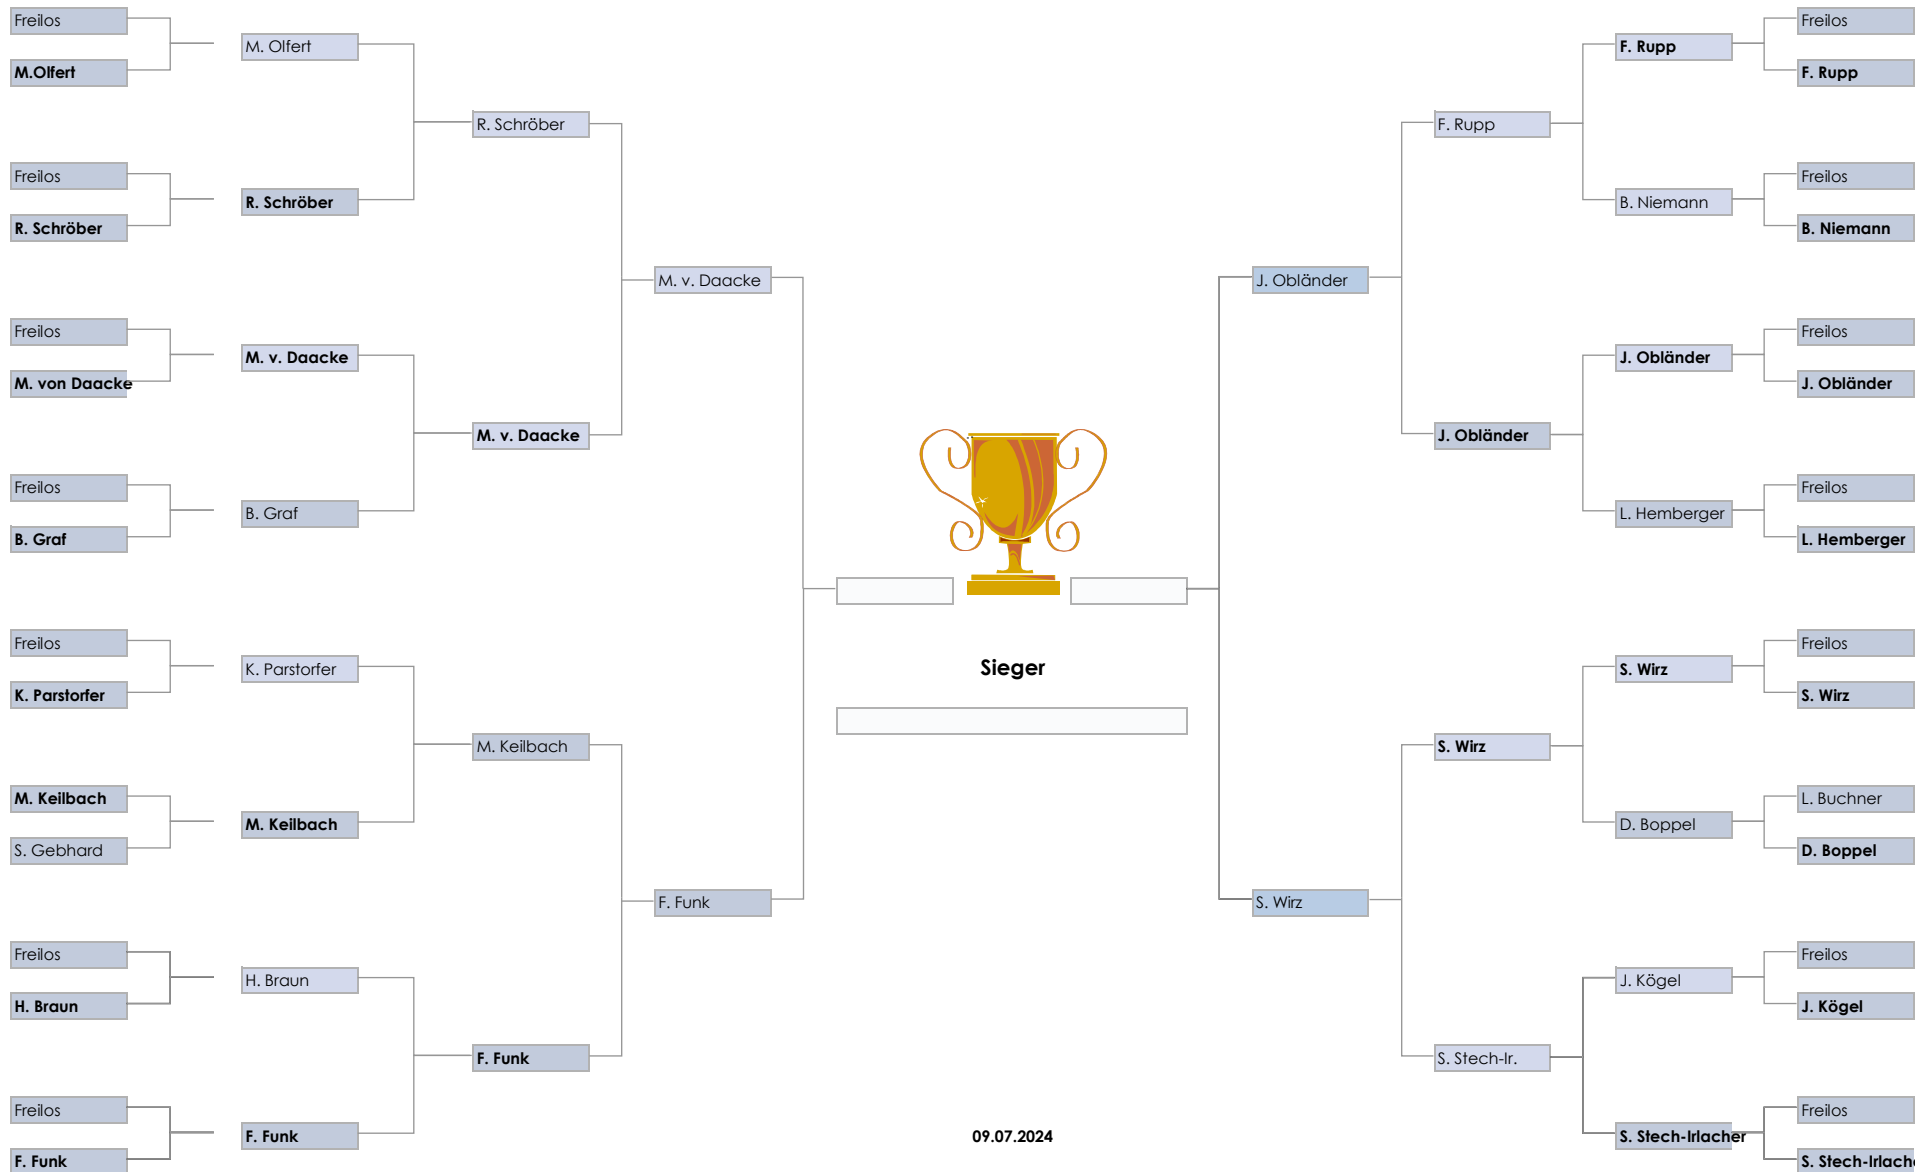 Freilos
M.Olfert
Freilos
R. Schröber
Freilos
M. von Daacke
Freilos
B. Graf
Freilos
K. Parstorfer
M. Keilbach
S. Gebhard
Freilos
H. Braun
Freilos
F. Funk
M. Olfert
R. Schröber
M. v. Daacke
B. Graf
K. Parstorfer
M. Keilbach
H. Braun
F. Funk
R. Schröber
M. v. Daacke
M. Keilbach
F. Funk
M. v. Daacke
F. Funk
Sieger
09.07.2024
J. Obländer
S. Wirz
F. Rupp
J. Obländer
S. Wirz
S. Stech-Ir.
F. Rupp
B. Niemann
J. Obländer
L. Hemberger
S. Wirz
D. Boppel
J. Kögel
S. Stech-Irlacher
Freilos
F. Rupp
Freilos
B. Niemann
Freilos
J. Obländer
Freilos
L. Hemberger
Freilos
S. Wirz
L. Buchner
D. Boppel
Freilos
J. Kögel
Freilos
S. Stech-Irlach